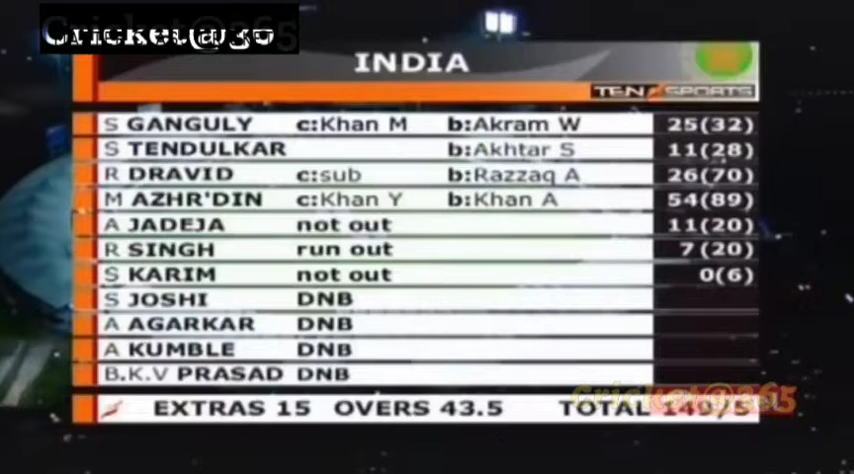 Cricket@365
INDIA
TEN SPORTS
S GANGULY c:Khan M b:Akram W 25(32)
S TENDULKAR b:Akhtar S 11(28)
R DRAVID c:sub b:Razzaq A 26(70)
M AZHR'DIN c:Khan Y b:Khan A 54(89)
A JADEJA not out 11(20)
R SINGH run out 7(20)
S KARIM not out 0(6)
S JOSHI DNB
A AGARKAR DNB
A KUMBLE DNB
B.K.V PRASAD DNB
Cricket@365
EXTRAS 15 OVERS 43.5 TOTAL 149/5